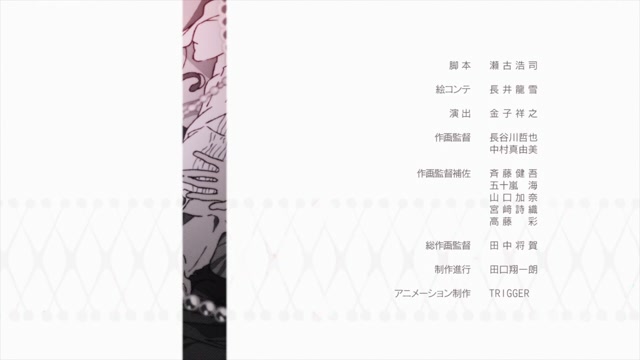 脚本 瀬古浩司
絵コンテ 長井龍雪
演出 金子祥之
作画監督 長谷川哲也
中村真由美
作画監督補佐 斉藤健吾
五十嵐 海
山口加奈
宮﨑詩織
高藤 彩
総作画監督 田中将賀
制作進行 田口翔一朗
アニメーション制作 TRIGGER